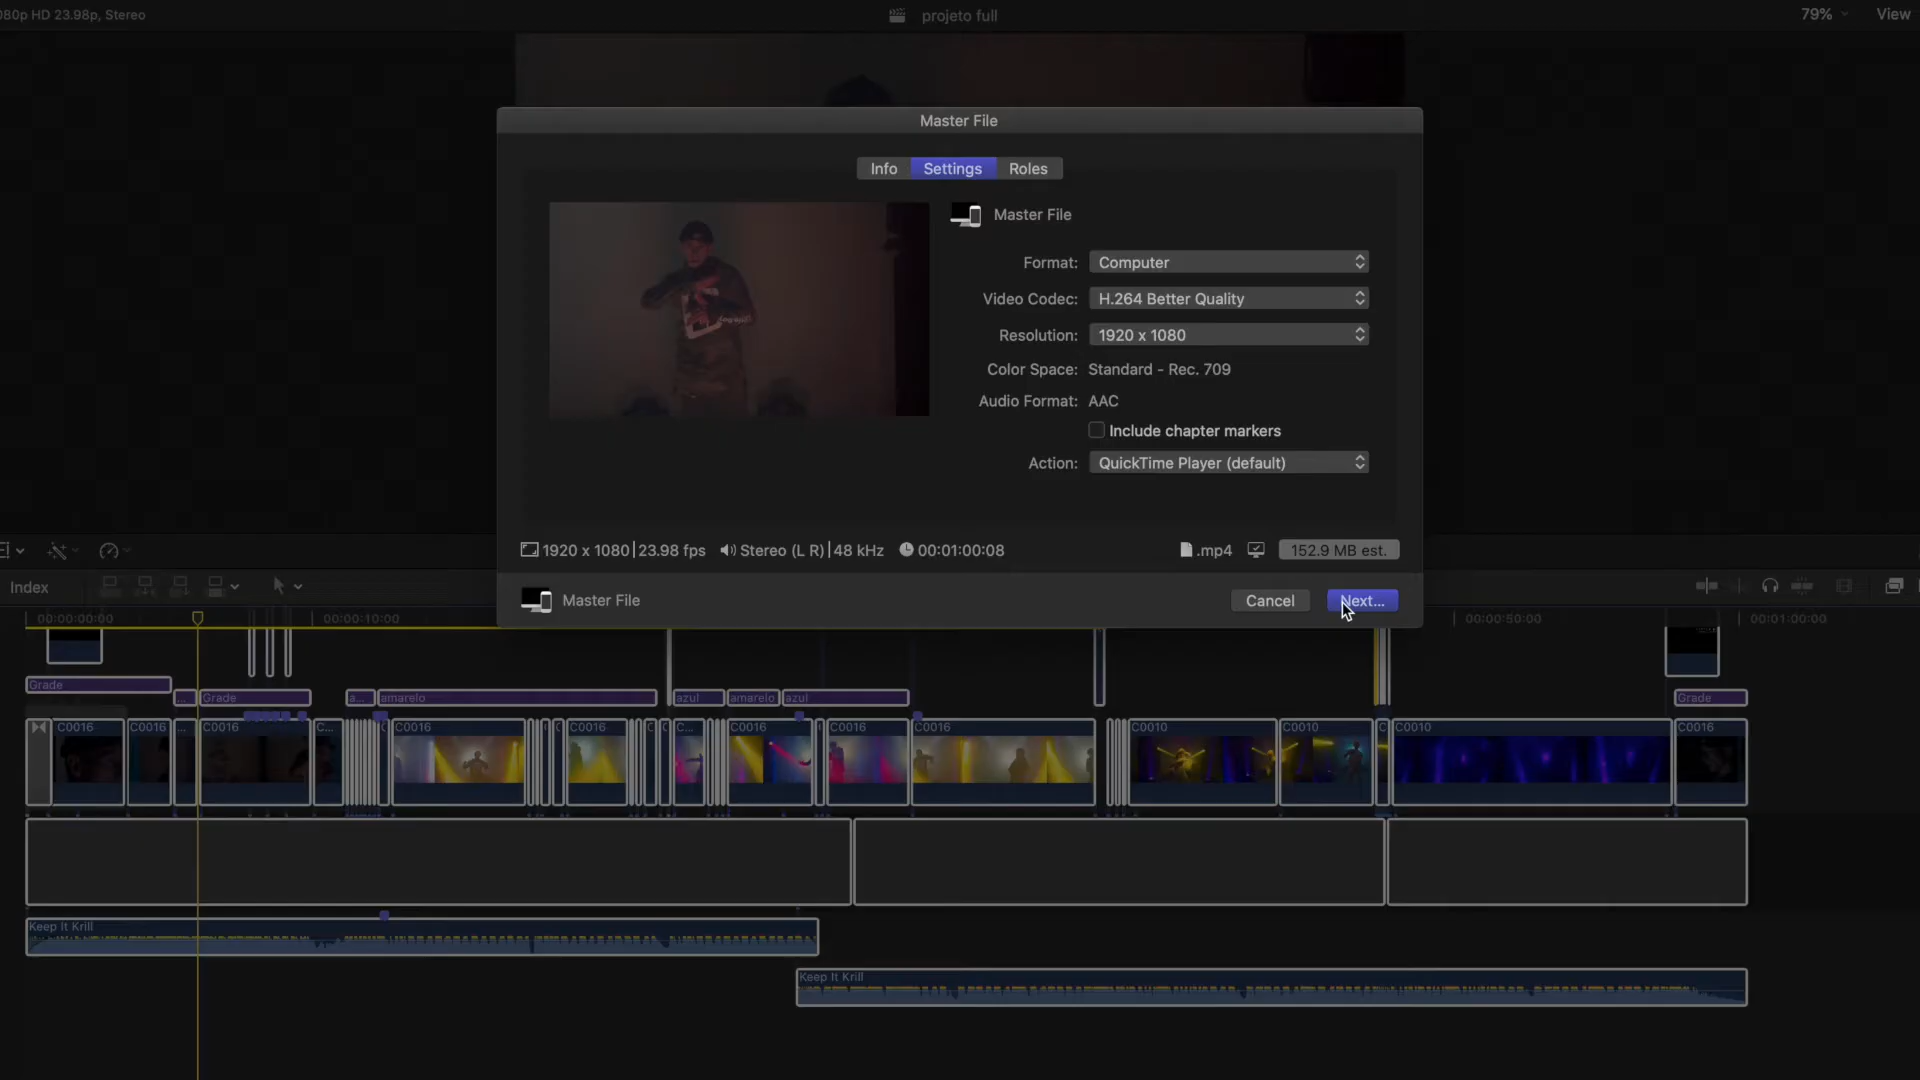 080p HD 23.98p, Stereo
projeto full
79%
View
Master File
Info
Settings
Roles
Master File
Format:
Computer
Video Codec:
H.264 Better Quality
Resolution:
1920 x 1080
Color Space:
Standard - Rec. 709
Audio Format:
AAC
Include chapter markers
Action:
QuickTime Player (default)
1920 x 1080
23.98 fps
Stereo (L R)
48 kHz
00:01:00:08
.mp4
152.9 MB est.
Index
Master File
Cancel
Next...
00:00:00:00
00:00:10:00
00:00:50:00
00:01:00:00
Grade
...
Grade
a...
amarelo
azul
amarelo
azul
Grade
C0016
C0016
...
C0016
C...
C0016
C0016
C...
C0016
C0016
C0016
C0010
C0010
C0010
C0016
Keep It Krill
Keep It Krill